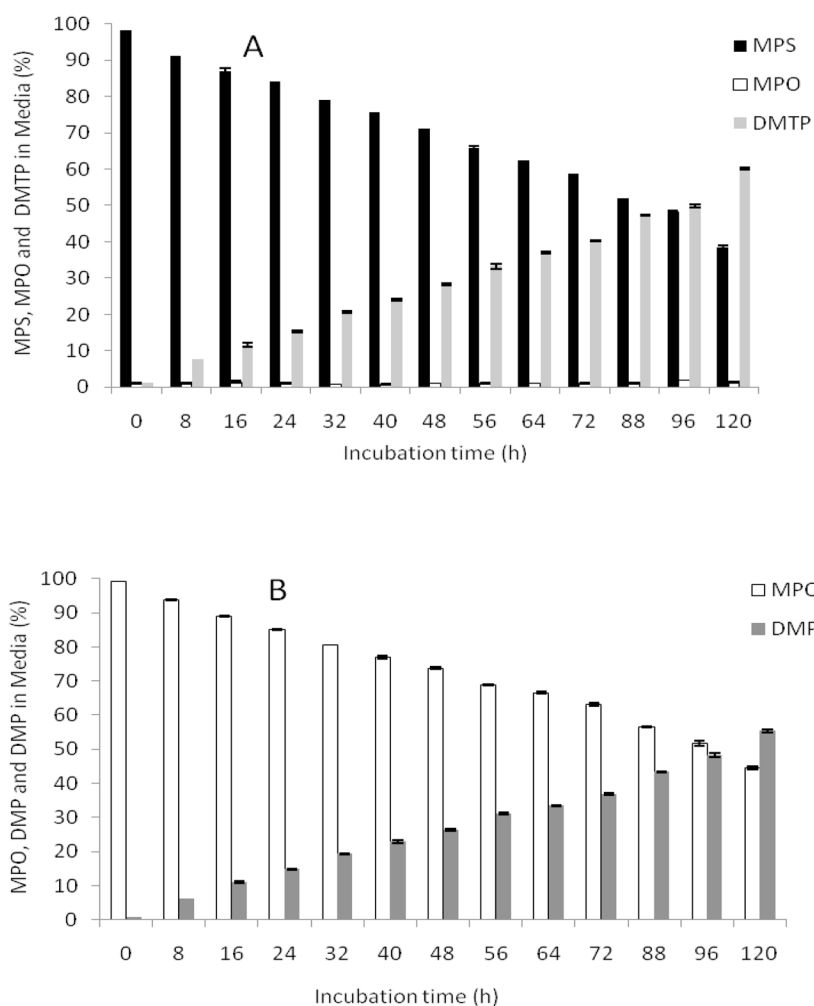 A
MPS, MPO and DMTP in Media (%)
100
90
80
70
60
50
40
30
20
10
0
MPS
MPO
DMTP
0 8 16 24 32 40 48 56 64 72 88 96 120
Incubation time (h)
B
MPO, DMP and DMP in Media (%)
100
90
80
70
60
50
40
30
20
10
0
MPO
DMP
0 8 16 24 32 40 48 56 64 72 88 96 120
Incubation time (h)